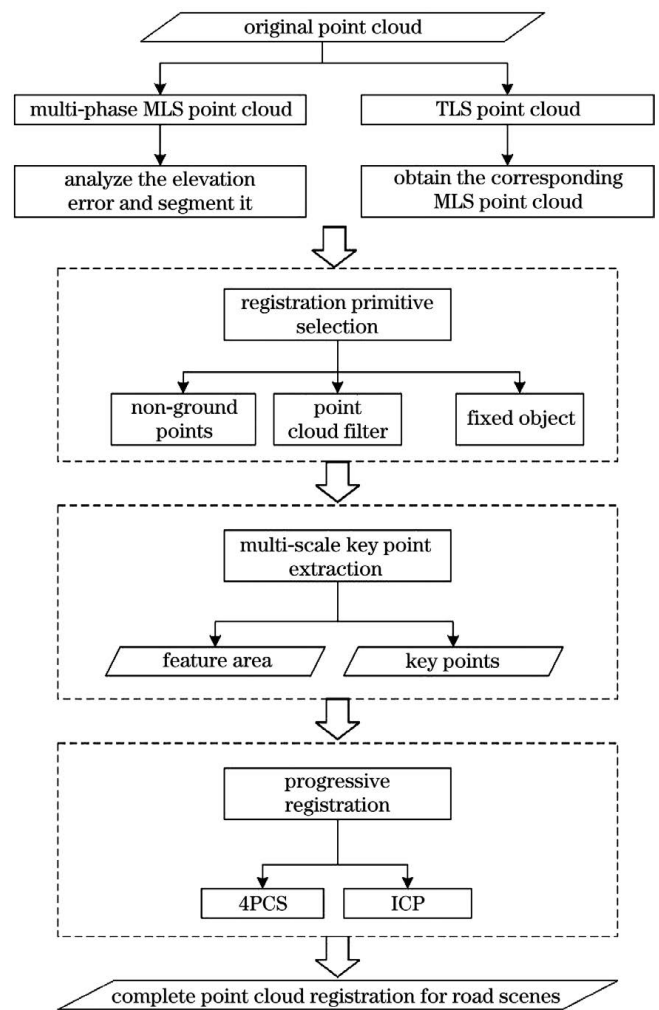 original point cloud
multi-phase MLS point cloud
TLS point cloud
analyze the elevation
error and segment it
obtain the corresponding
MLS point cloud
registration primitive
selection
non-ground
points
point
cloud filter
fixed object
multi-scale key point
extraction
feature area
key points
progressive
registration
4PCS
ICP
complete point cloud registration for road scenes